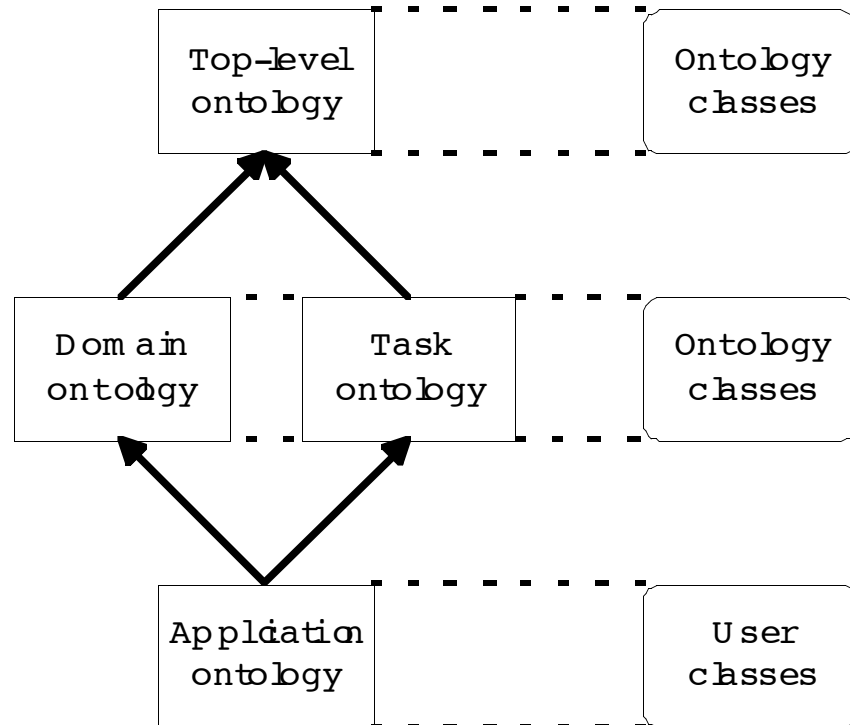 Top-level
ontology
Ontology
classes
Domain
ontology
Task
ontology
Ontology
classes
Application
ontology
User
classes